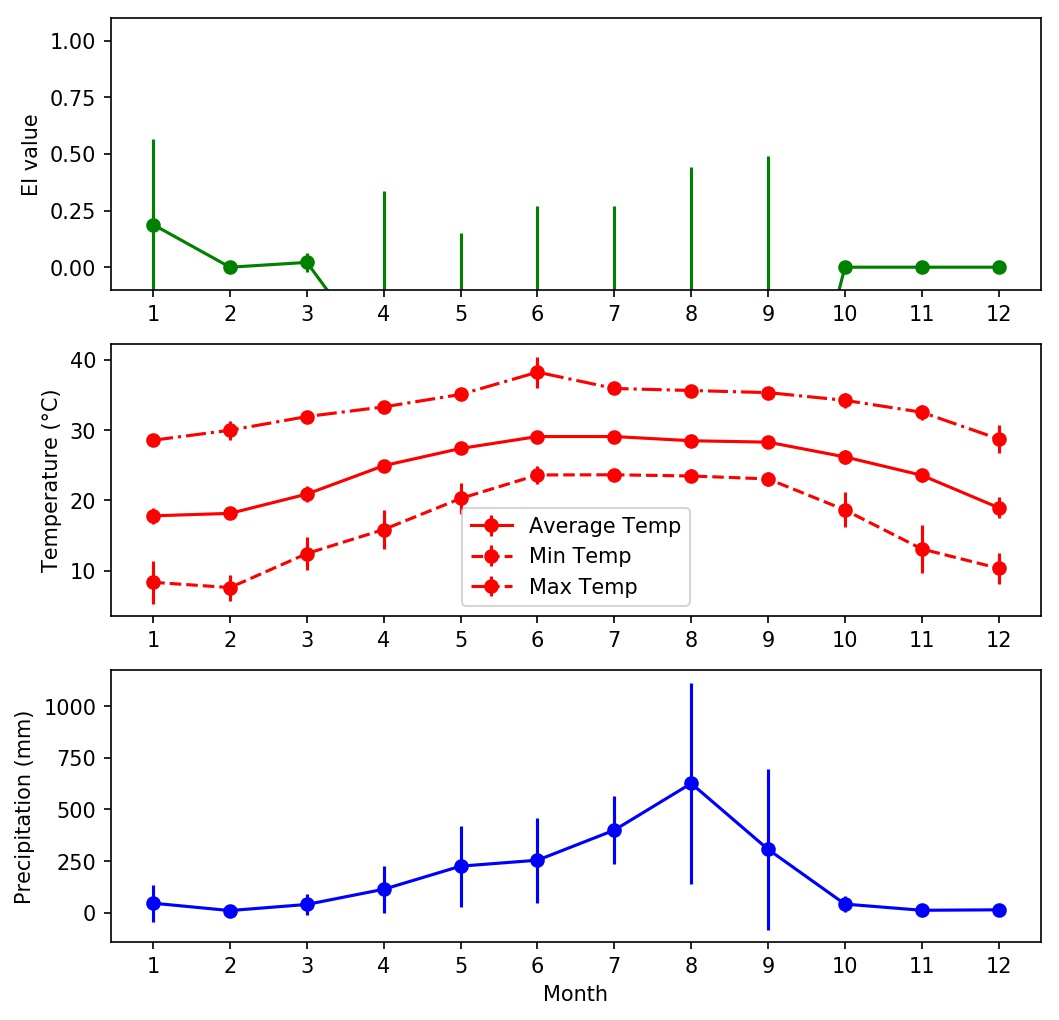 EI value
1.00
0.75
0.50
0.25
0.00
1 2 3 4 5 6 7 8 9 10 11 12
Temperature (°C)
40
30
20
10
Average Temp
Min Temp
Max Temp
1 2 3 4 5 6 7 8 9 10 11 12
Precipitation (mm)
1000
750
500
250
0
1 2 3 4 5 6 7 8 9 10 11 12
Month